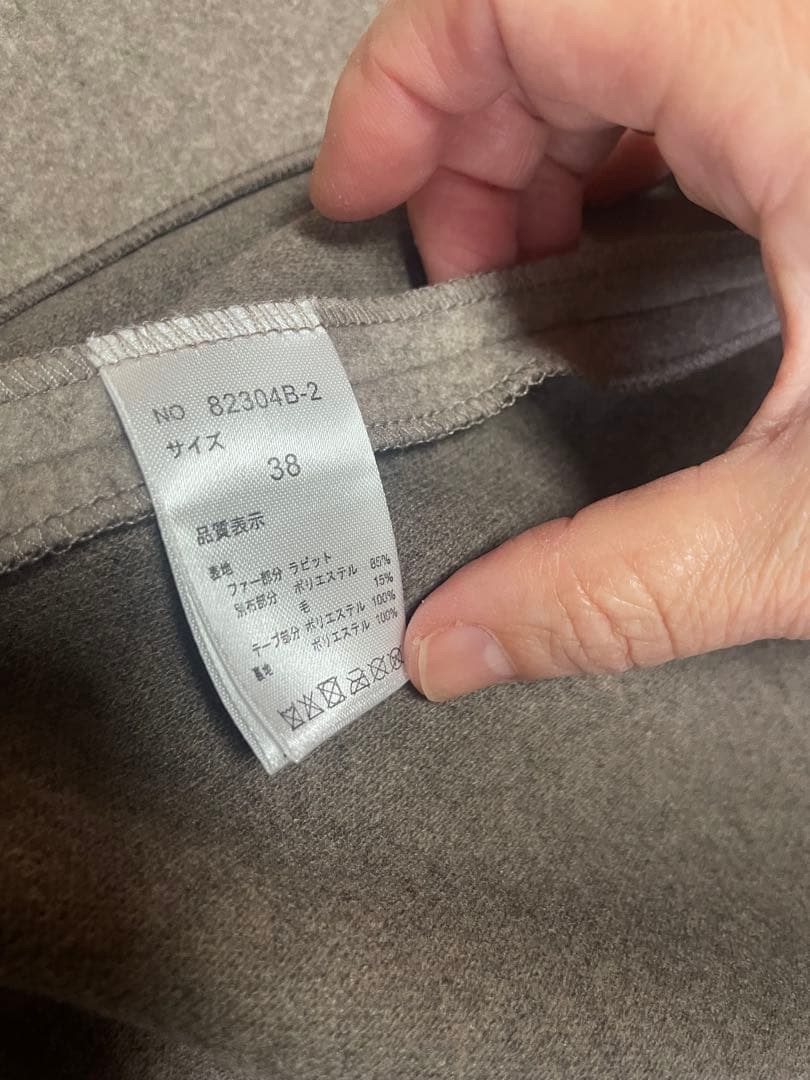 NO 82304B-2
サイズ
38
品質表示
表地
ファー部分 ラビット
別布部分 ポリエステル 85%
毛 15%
テープ部分 ポリエステル 100%
裏地 ポリエステル 100%